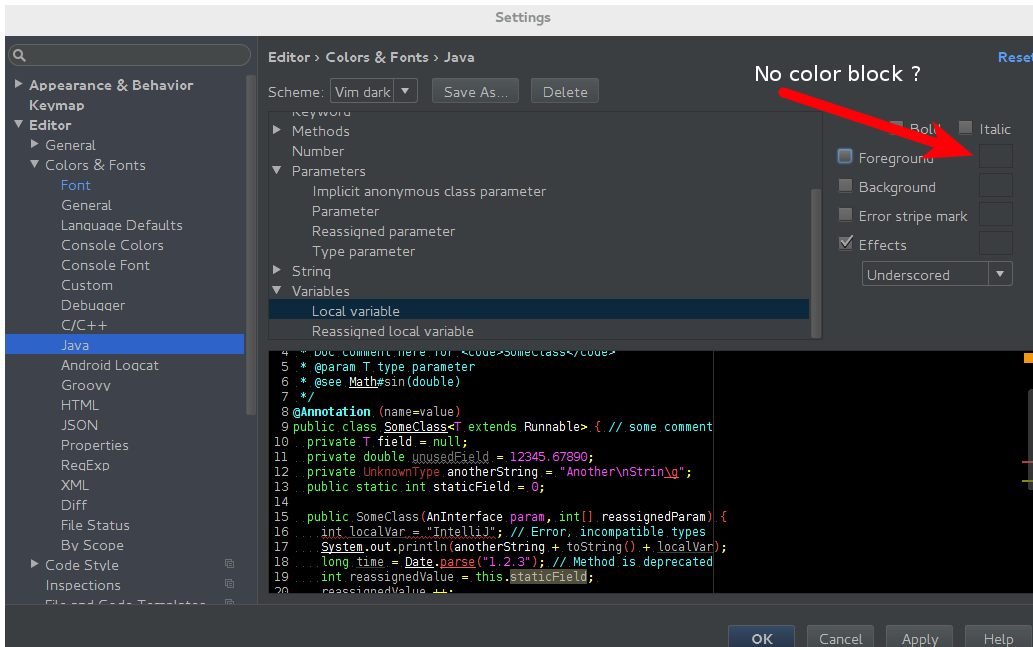 Settings
Editor › Colors & Fonts › Java
Reset
No color block ?
Scheme: Vim dark Save As... Delete
Appearance & Behavior
Keymap
Editor
General
Colors & Fonts
Font
General
Language Defaults
Console Colors
Console Font
Custom
Debugger
C/C++
Java
Android Logcat
Groovy
HTML
JSON
Properties
RegExp
XML
Diff
File Status
By Scope
Code Style
Inspections
File and Code Templates
Keyword
Methods
Number
Parameters
Implicit anonymous class parameter
Parameter
Reassigned parameter
Type parameter
String
Variables
Local variable
Reassigned local variable
Bold Italic
Foreground
Background
Error stripe mark
Effects
Underscored
4 * Doc comment here for <code>SomeClass</code>
5 * @param T type parameter
6 * @see Math#sin(double)
7 */
8 @Annotation (name=value)
9 public class SomeClass<T extends Runnable> { // some comment
10 private T field = null;
11 private double unusedField = 12345.67890;
12 private UnknownType anotherString = "Another\nStrin\g";
13 public static int staticField = 0;
14
15 public SomeClass(AnInterface param, int[] reassignedParam) {
16 int localVar = "IntelliJ"; // Error, incompatible types
17 System.out.println(anotherString + toString() + localVar);
18 long time = Date.parse("1.2.3"); // Method is deprecated
19 int reassignedValue = this.staticField;
20 reassignedValue ++;
OK Cancel Apply Help